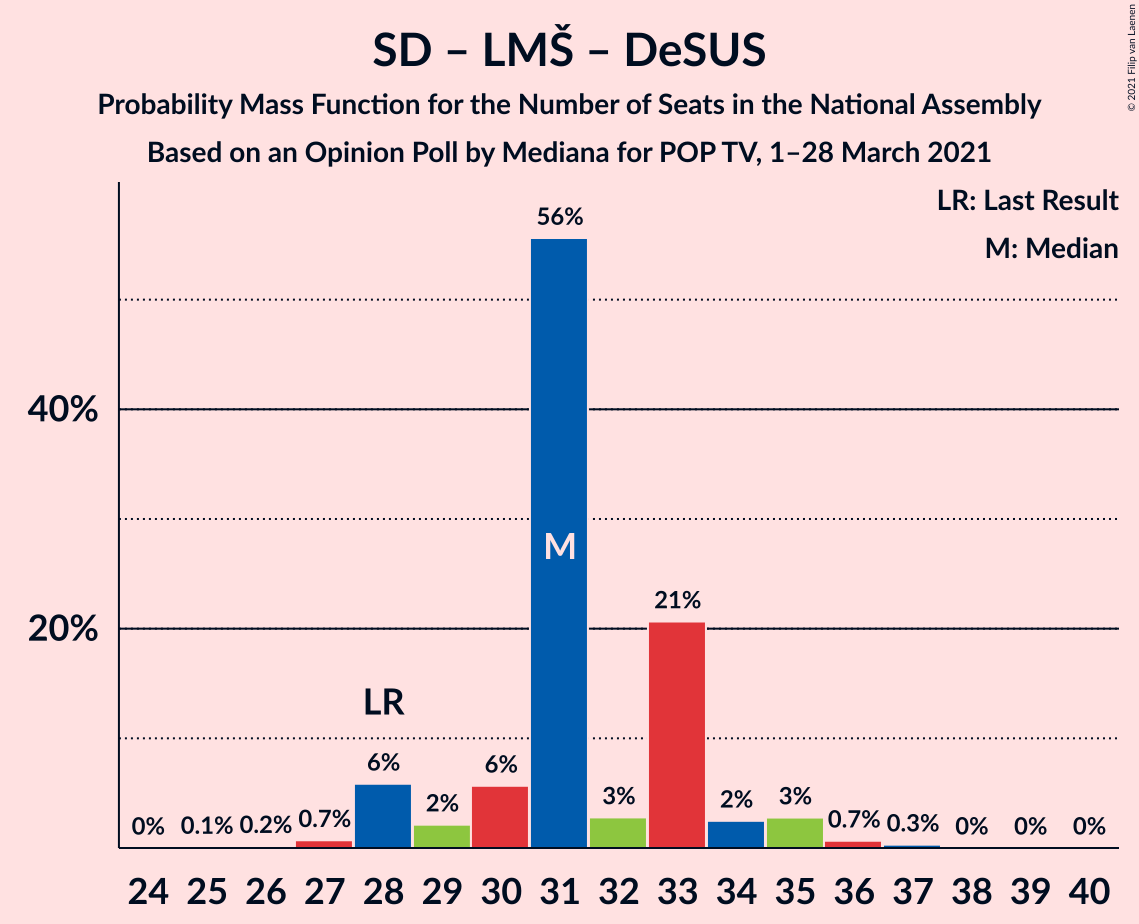 SD – LMŠ – DeSUS
Probability Mass Function for the Number of Seats in the National Assembly
Based on an Opinion Poll by Mediana for POP TV, 1–28 March 2021
© 2021 Filip van Laenen
LR: Last Result
M: Median
56%
40%
M
21%
20%
LR
6%
6%
2%
3%
2%
3%
0%
0.1%
0.2%
0.7%
0.7%
0.3%
0%
0%
0%
24 25 26 27 28 29 30 31 32 33 34 35 36 37 38 39 40